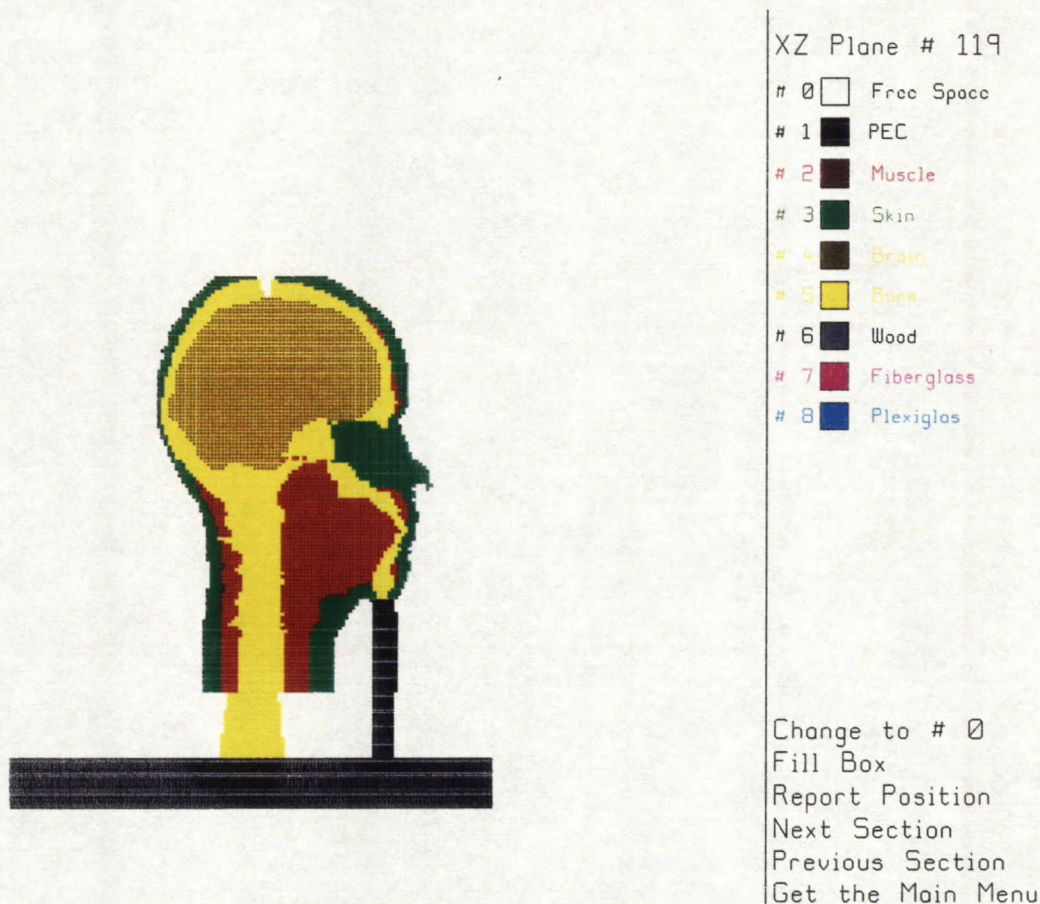 XZ Plane # 119
# 0 Free Space
# 1 PEC
# 2 Muscle
# 3 Skin
# 4 Brain
# 5 Bone
# 6 Wood
# 7 Fiberglass
# 8 Plexiglas
Change to # 0
Fill Box
Report Position
Next Section
Previous Section
Get the Main Menu